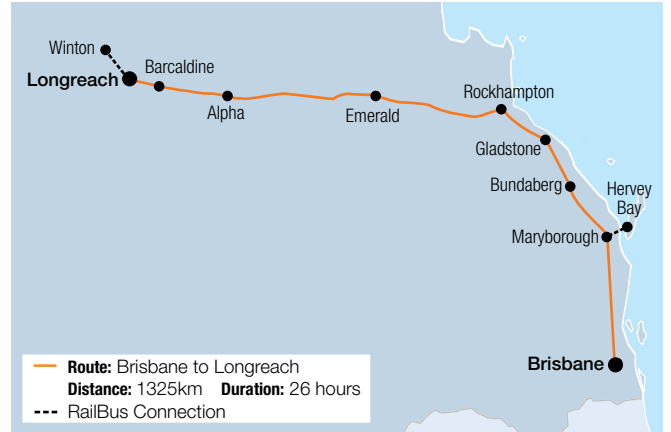 Winton
Longreach
Barcaldine
Alpha
Emerald
Rockhampton
Gladstone
Bundaberg
Hervey
Bay
Maryborough
Brisbane
Route: Brisbane to Longreach
Distance: 1325km Duration: 26 hours
RailBus Connection